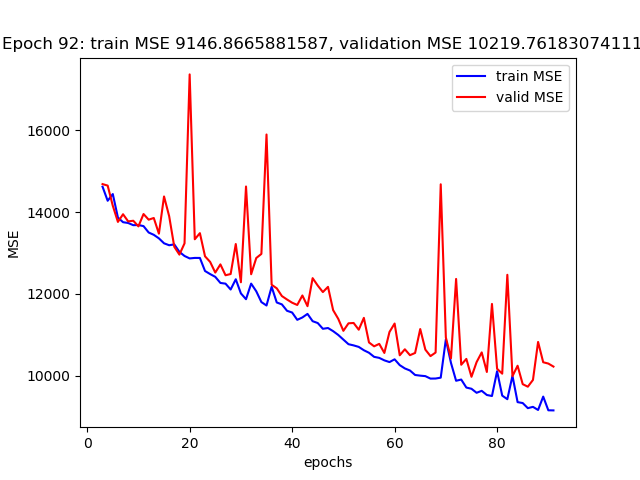 Epoch 92: train MSE 9146.8665881587, validation MSE 10219.76183074111
train MSE
valid MSE
16000
14000
12000
10000
MSE
0
20
40
60
80
epochs